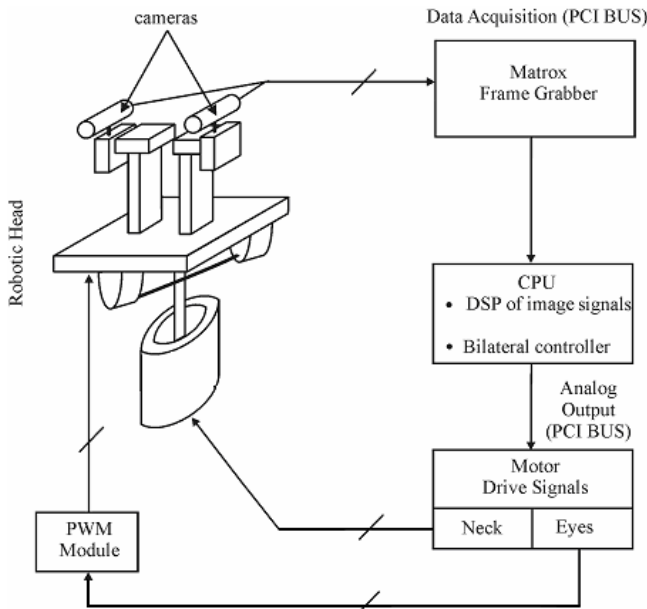 cameras
Data Acquisition (PCI BUS)
Matrox
Frame Grabber
Robotic Head
CPU
• DSP of image signals
• Bilateral controller
Analog
Output
(PCI BUS)
Motor
Drive Signals
Neck
Eyes
PWM
Module